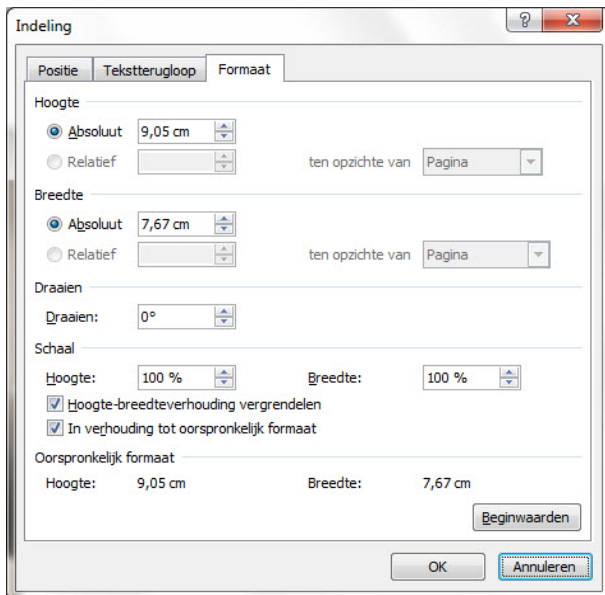 Indeling
Positie Tekstterugloop Formaat
Hoogte
Absoluut 9,05 cm
Relatief ten opzichte van Pagina
Breedte
Absoluut 7,67 cm
Relatief ten opzichte van Pagina
Draaien
Draaien: 0°
Schaal
Hoogte: 100 % Breedte: 100 %
Hoogte-breedteverhouding vergrendelen
In verhouding tot oorspronkelijk formaat
Oorspronkelijk formaat
Hoogte: 9,05 cm Breedte: 7,67 cm
Beginwaarden
OK Annuleren